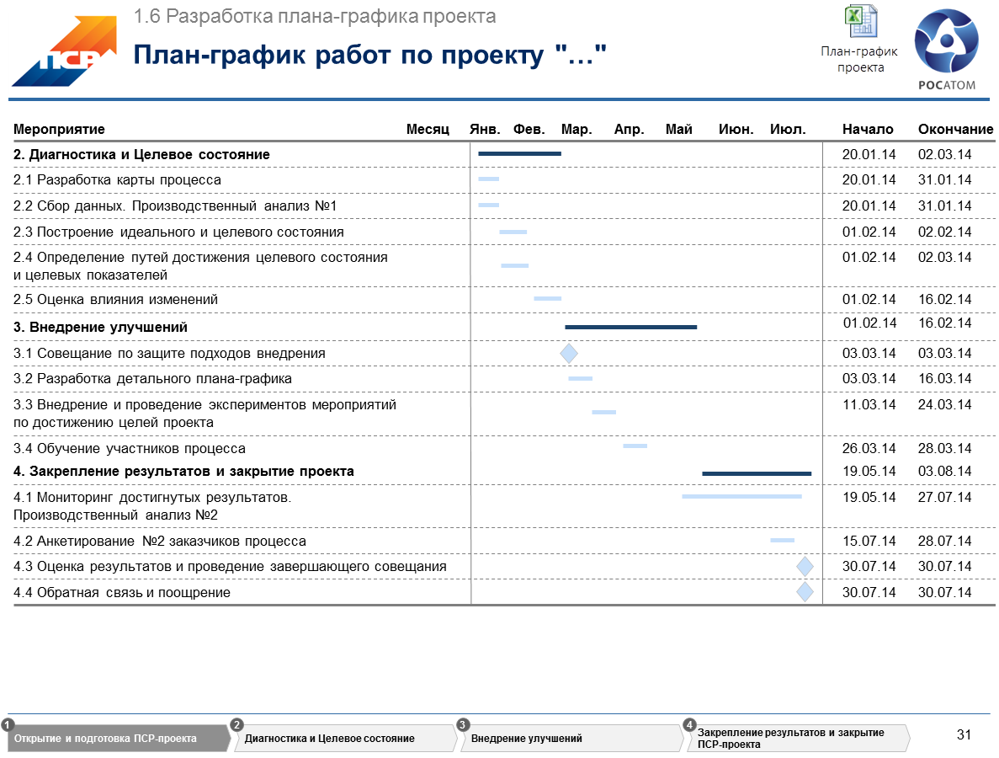 1.6 Разработка плана-графика проекта
План-график работ по проекту "…"
ПСР
План-график
проекта
РОСАТОМ
Мероприятие Месяц Янв. Фев. Мар. Апр. Май Июн. Июл. Начало Окончание
2. Диагностика и Целевое состояние 20.01.14 02.03.14
2.1 Разработка карты процесса 20.01.14 31.01.14
2.2 Сбор данных. Производственный анализ №1 20.01.14 31.01.14
2.3 Построение идеального и целевого состояния 01.02.14 02.02.14
2.4 Определение путей достижения целевого состояния 01.02.14 02.03.14
и целевых показателей
2.5 Оценка влияния изменений 01.02.14 16.02.14
3. Внедрение улучшений 01.02.14 16.02.14
3.1 Совещание по защите подходов внедрения 03.03.14 03.03.14
3.2 Разработка детального плана-графика 03.03.14 16.03.14
3.3 Внедрение и проведение экспериментов мероприятий 11.03.14 24.03.14
по достижению целей проекта
3.4 Обучение участников процесса 26.03.14 28.03.14
4. Закрепление результатов и закрытие проекта 19.05.14 03.08.14
4.1 Мониторинг достигнутых результатов. 19.05.14 27.07.14
Производственный анализ №2
4.2 Анкетирование №2 заказчиков процесса 15.07.14 28.07.14
4.3 Оценка результатов и проведение завершающего совещания 30.07.14 30.07.14
4.4 Обратная связь и поощрение 30.07.14 30.07.14
1 Открытие и подготовка ПСР-проекта
2 Диагностика и Целевое состояние
3 Внедрение улучшений
4 Закрепление результатов и закрытие
ПСР-проекта
31